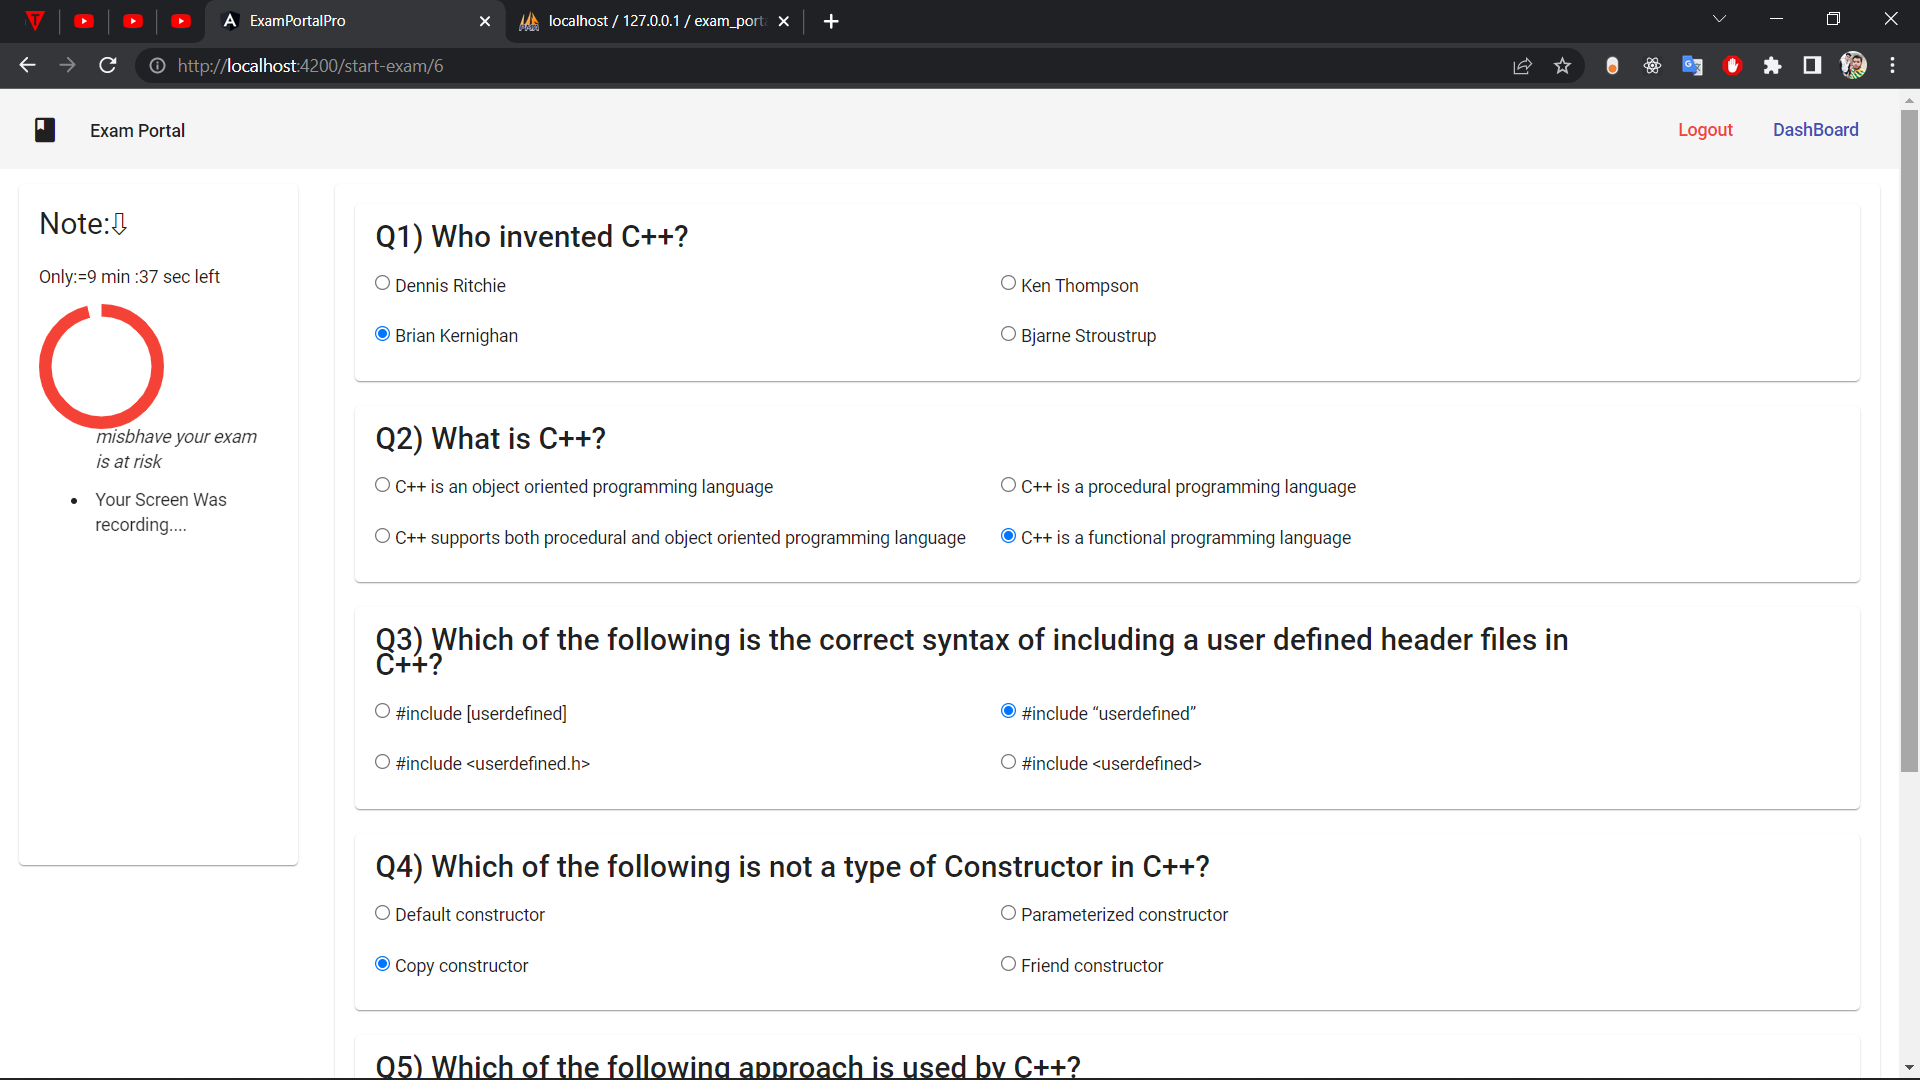 ExamPortalPro
localhost / 127.0.0.1 / exam_port
http://localhost:4200/start-exam/6
Exam Portal
Logout
DashBoard
Note:⇩
Only:=9 min :37 sec left
misbhave your exam
is at risk
• Your Screen Was
recording....
Q1) Who invented C++?
Dennis Ritchie
Ken Thompson
Brian Kernighan
Bjarne Stroustrup
Q2) What is C++?
C++ is an object oriented programming language
C++ is a procedural programming language
C++ supports both procedural and object oriented programming language
C++ is a functional programming language
Q3) Which of the following is the correct syntax of including a user defined header files in
C++?
#include [userdefined]
#include “userdefined”
#include <userdefined.h>
#include <userdefined>
Q4) Which of the following is not a type of Constructor in C++?
Default constructor
Parameterized constructor
Copy constructor
Friend constructor
Q5) Which of the following approach is used by C++?